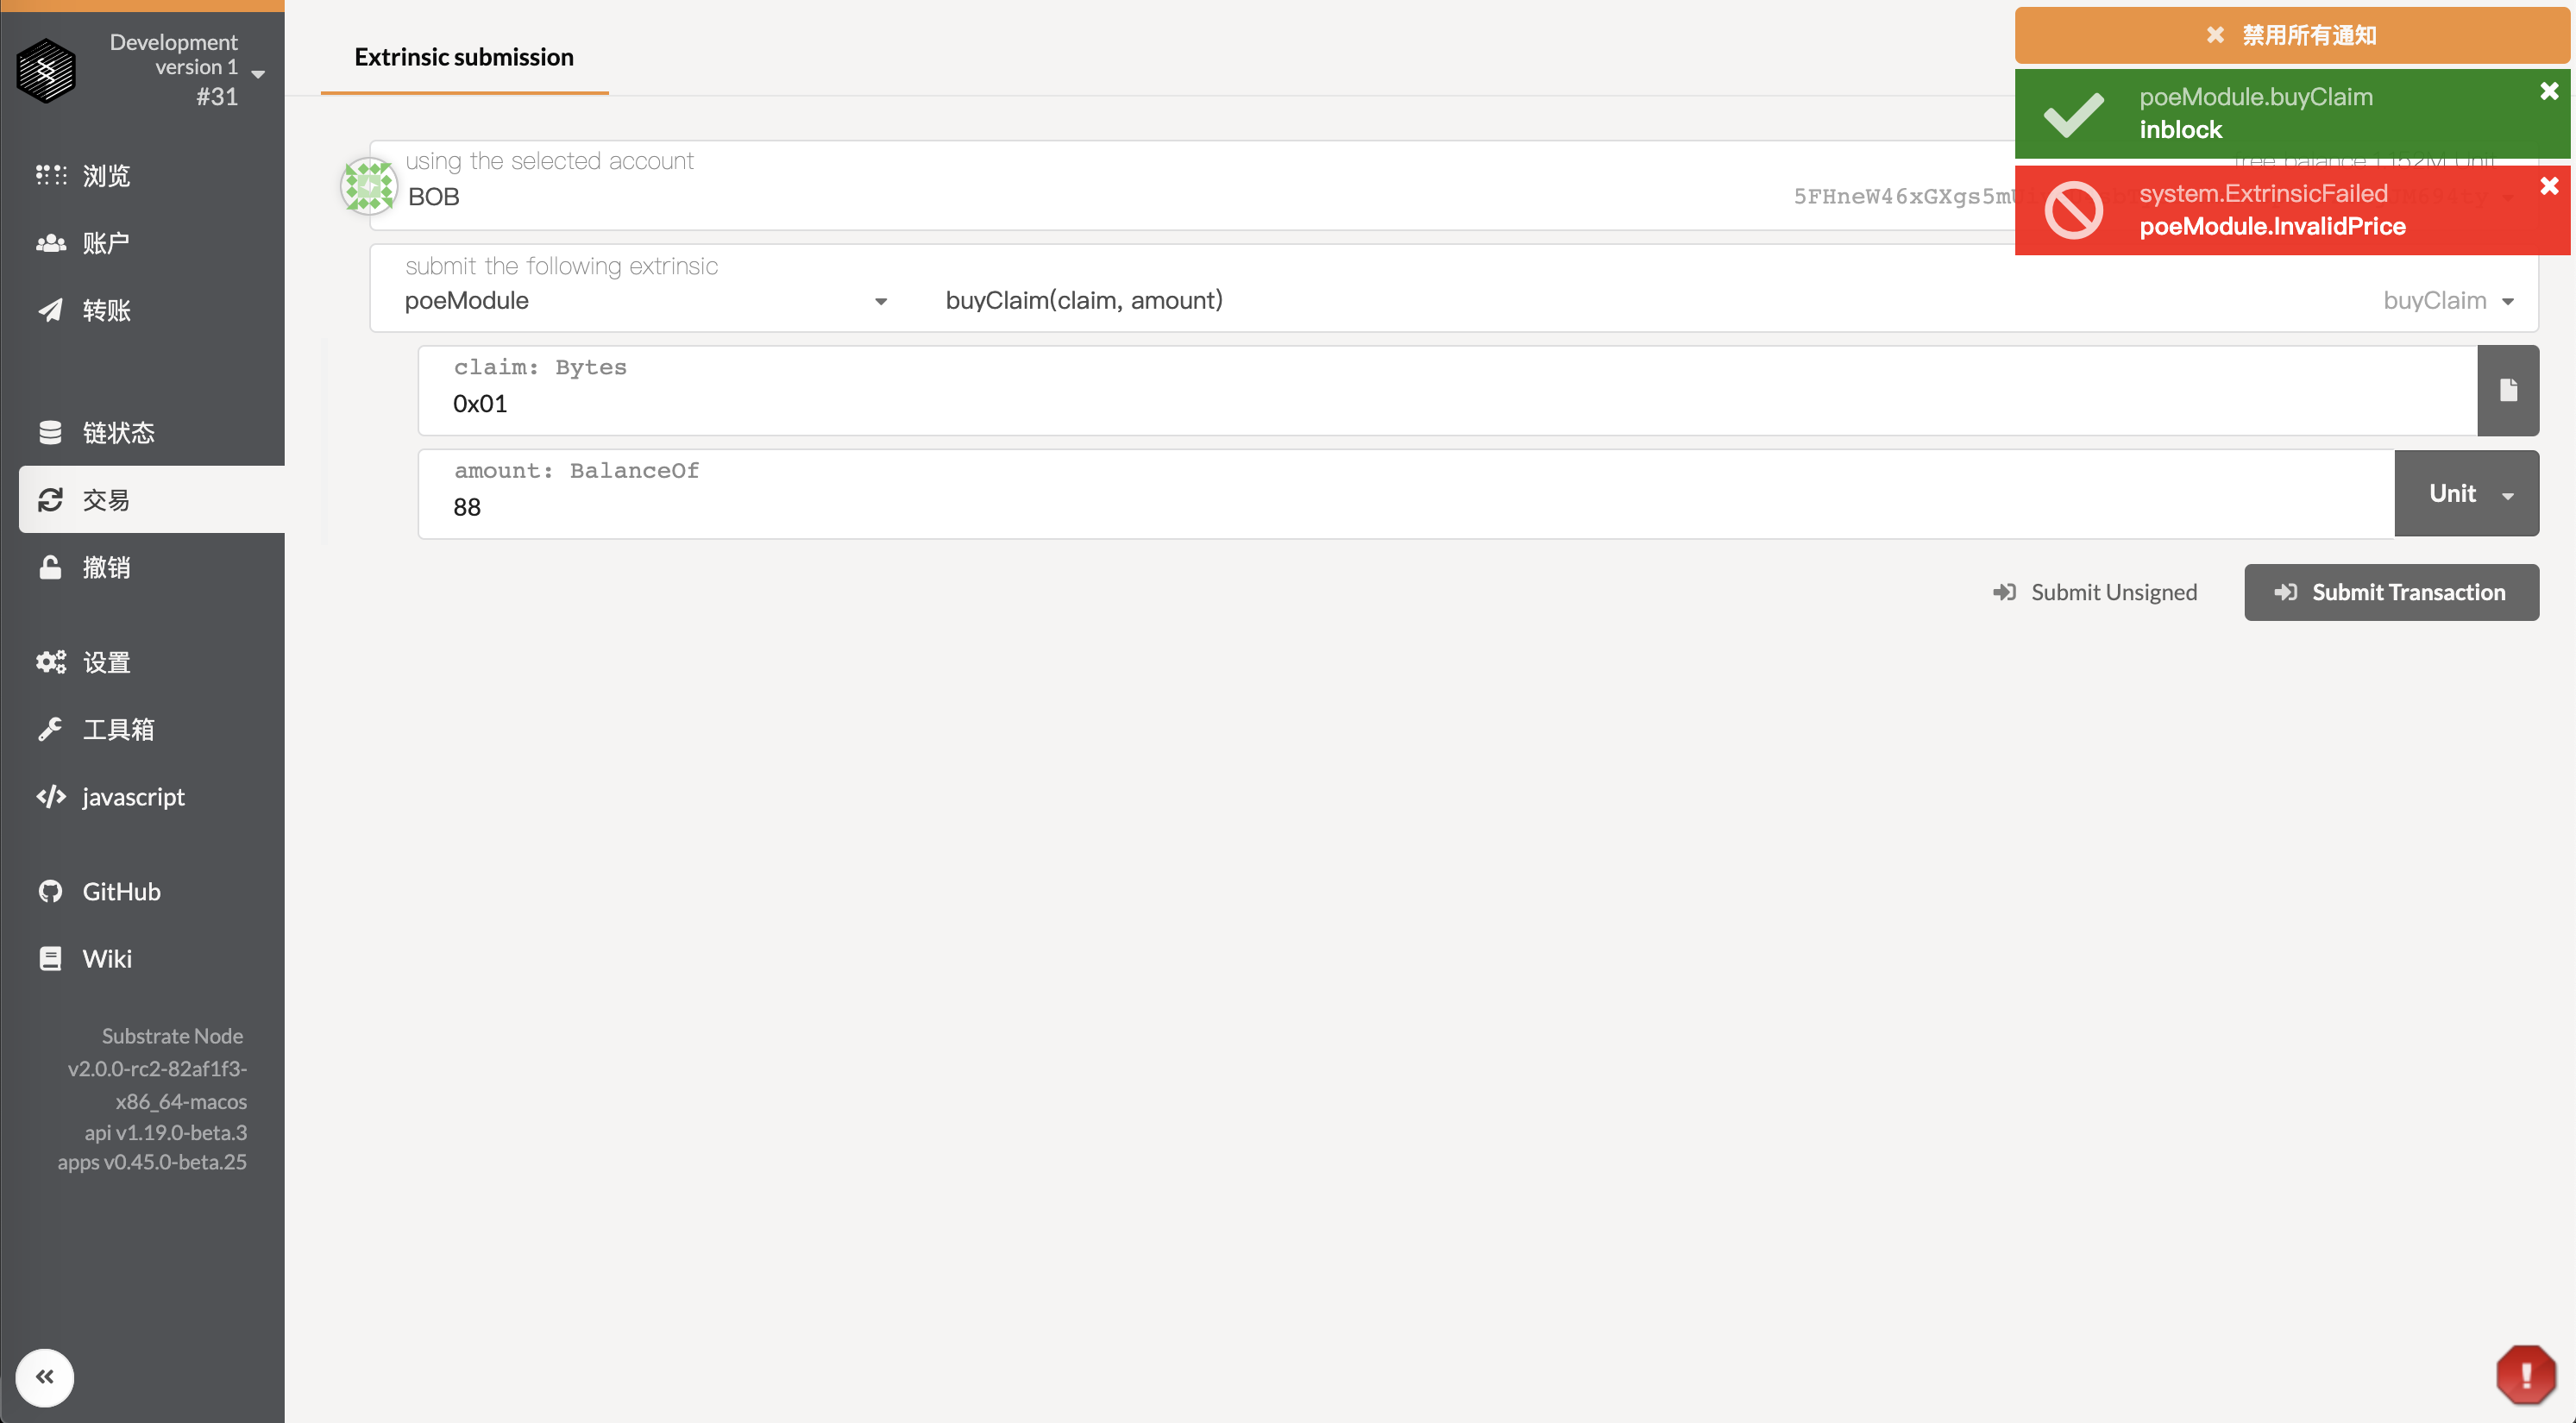 Development
version 1
#31
浏览
账户
转账
链状态
交易
撤销
设置
工具箱
javascript
GitHub
Wiki
Substrate Node
v2.0.0-rc2-82af1f3-
x86_64-macos
api v1.19.0-beta.3
apps v0.45.0-beta.25
Extrinsic submission
using the selected account
BOB
5FHneW46xGXgs5mU
submit the following extrinsic
poeModule
buyClaim(claim, amount)
buyClaim
claim: Bytes
0x01
amount: BalanceOf
88
Unit
Submit Unsigned
Submit Transaction
禁用所有通知
poeModule.buyClaim
inblock
system.ExtrinsicFailed
poeModule.InvalidPrice